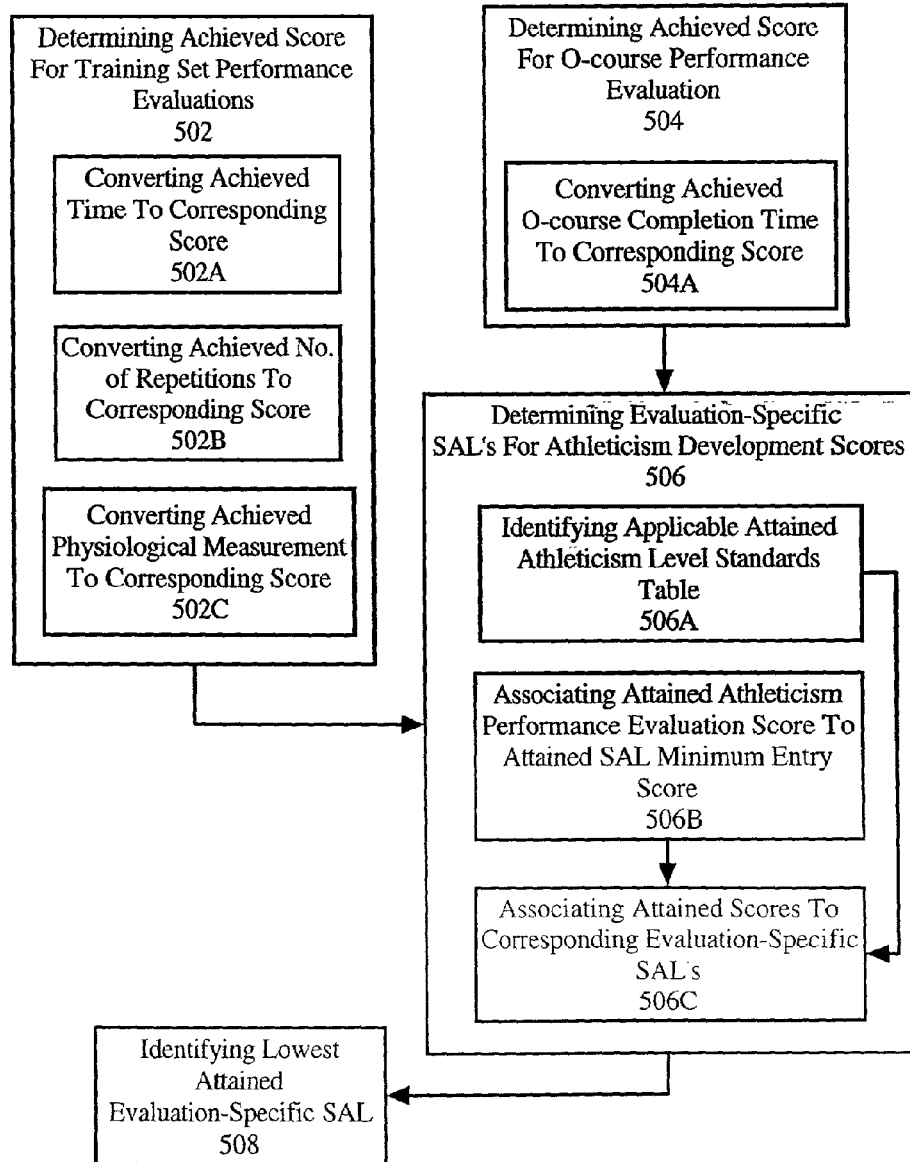 Determining Achieved Score
For Training Set Performance
Evaluations
502
Converting Achieved
Time To Corresponding
Score
502A
Converting Achieved No.
of Repetitions To
Corresponding Score
502B
Converting Achieved
Physiological Measurement
To Corresponding Score
502C
Determining Achieved Score
For O-course Performance
Evaluation
504
Converting Achieved
O-course Completion Time
To Corresponding Score
504A
Determining Evaluation-Specific
SAL's For Athleticism Development Scores
506
Identifying Applicable Attained
Athleticism Level Standards
Table
506A
Associating Attained Athleticism
Performance Evaluation Score To
Attained SAL Minimum Entry
Score
506B
Associating Attained Scores To
Corresponding Evaluation-Specific
SAL's
506C
Identifying Lowest
Attained
Evaluation-Specific SAL
508